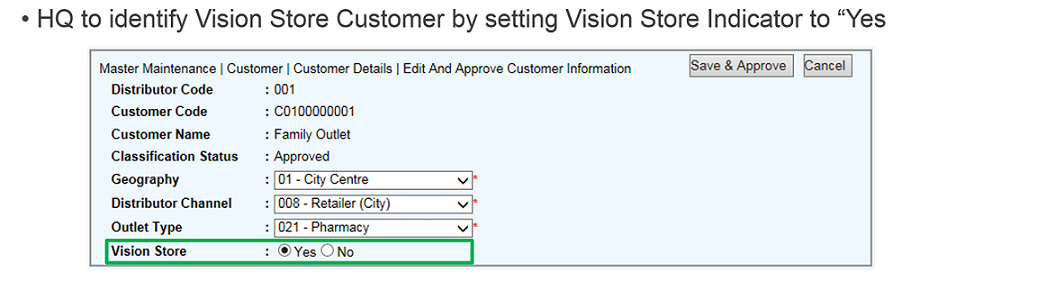 • HQ to identify Vision Store Customer by setting Vision Store Indicator to “Yes
Master Maintenance | Customer | Customer Details | Edit And Approve Customer Information Save & Approve Cancel
Distributor Code : 001
Customer Code : C0100000001
Customer Name : Family Outlet
Classification Status : Approved
Geography : 01 - City Centre *
Distributor Channel : 008 - Retailer (City) *
Outlet Type : 021 - Pharmacy *
Vision Store : Yes No